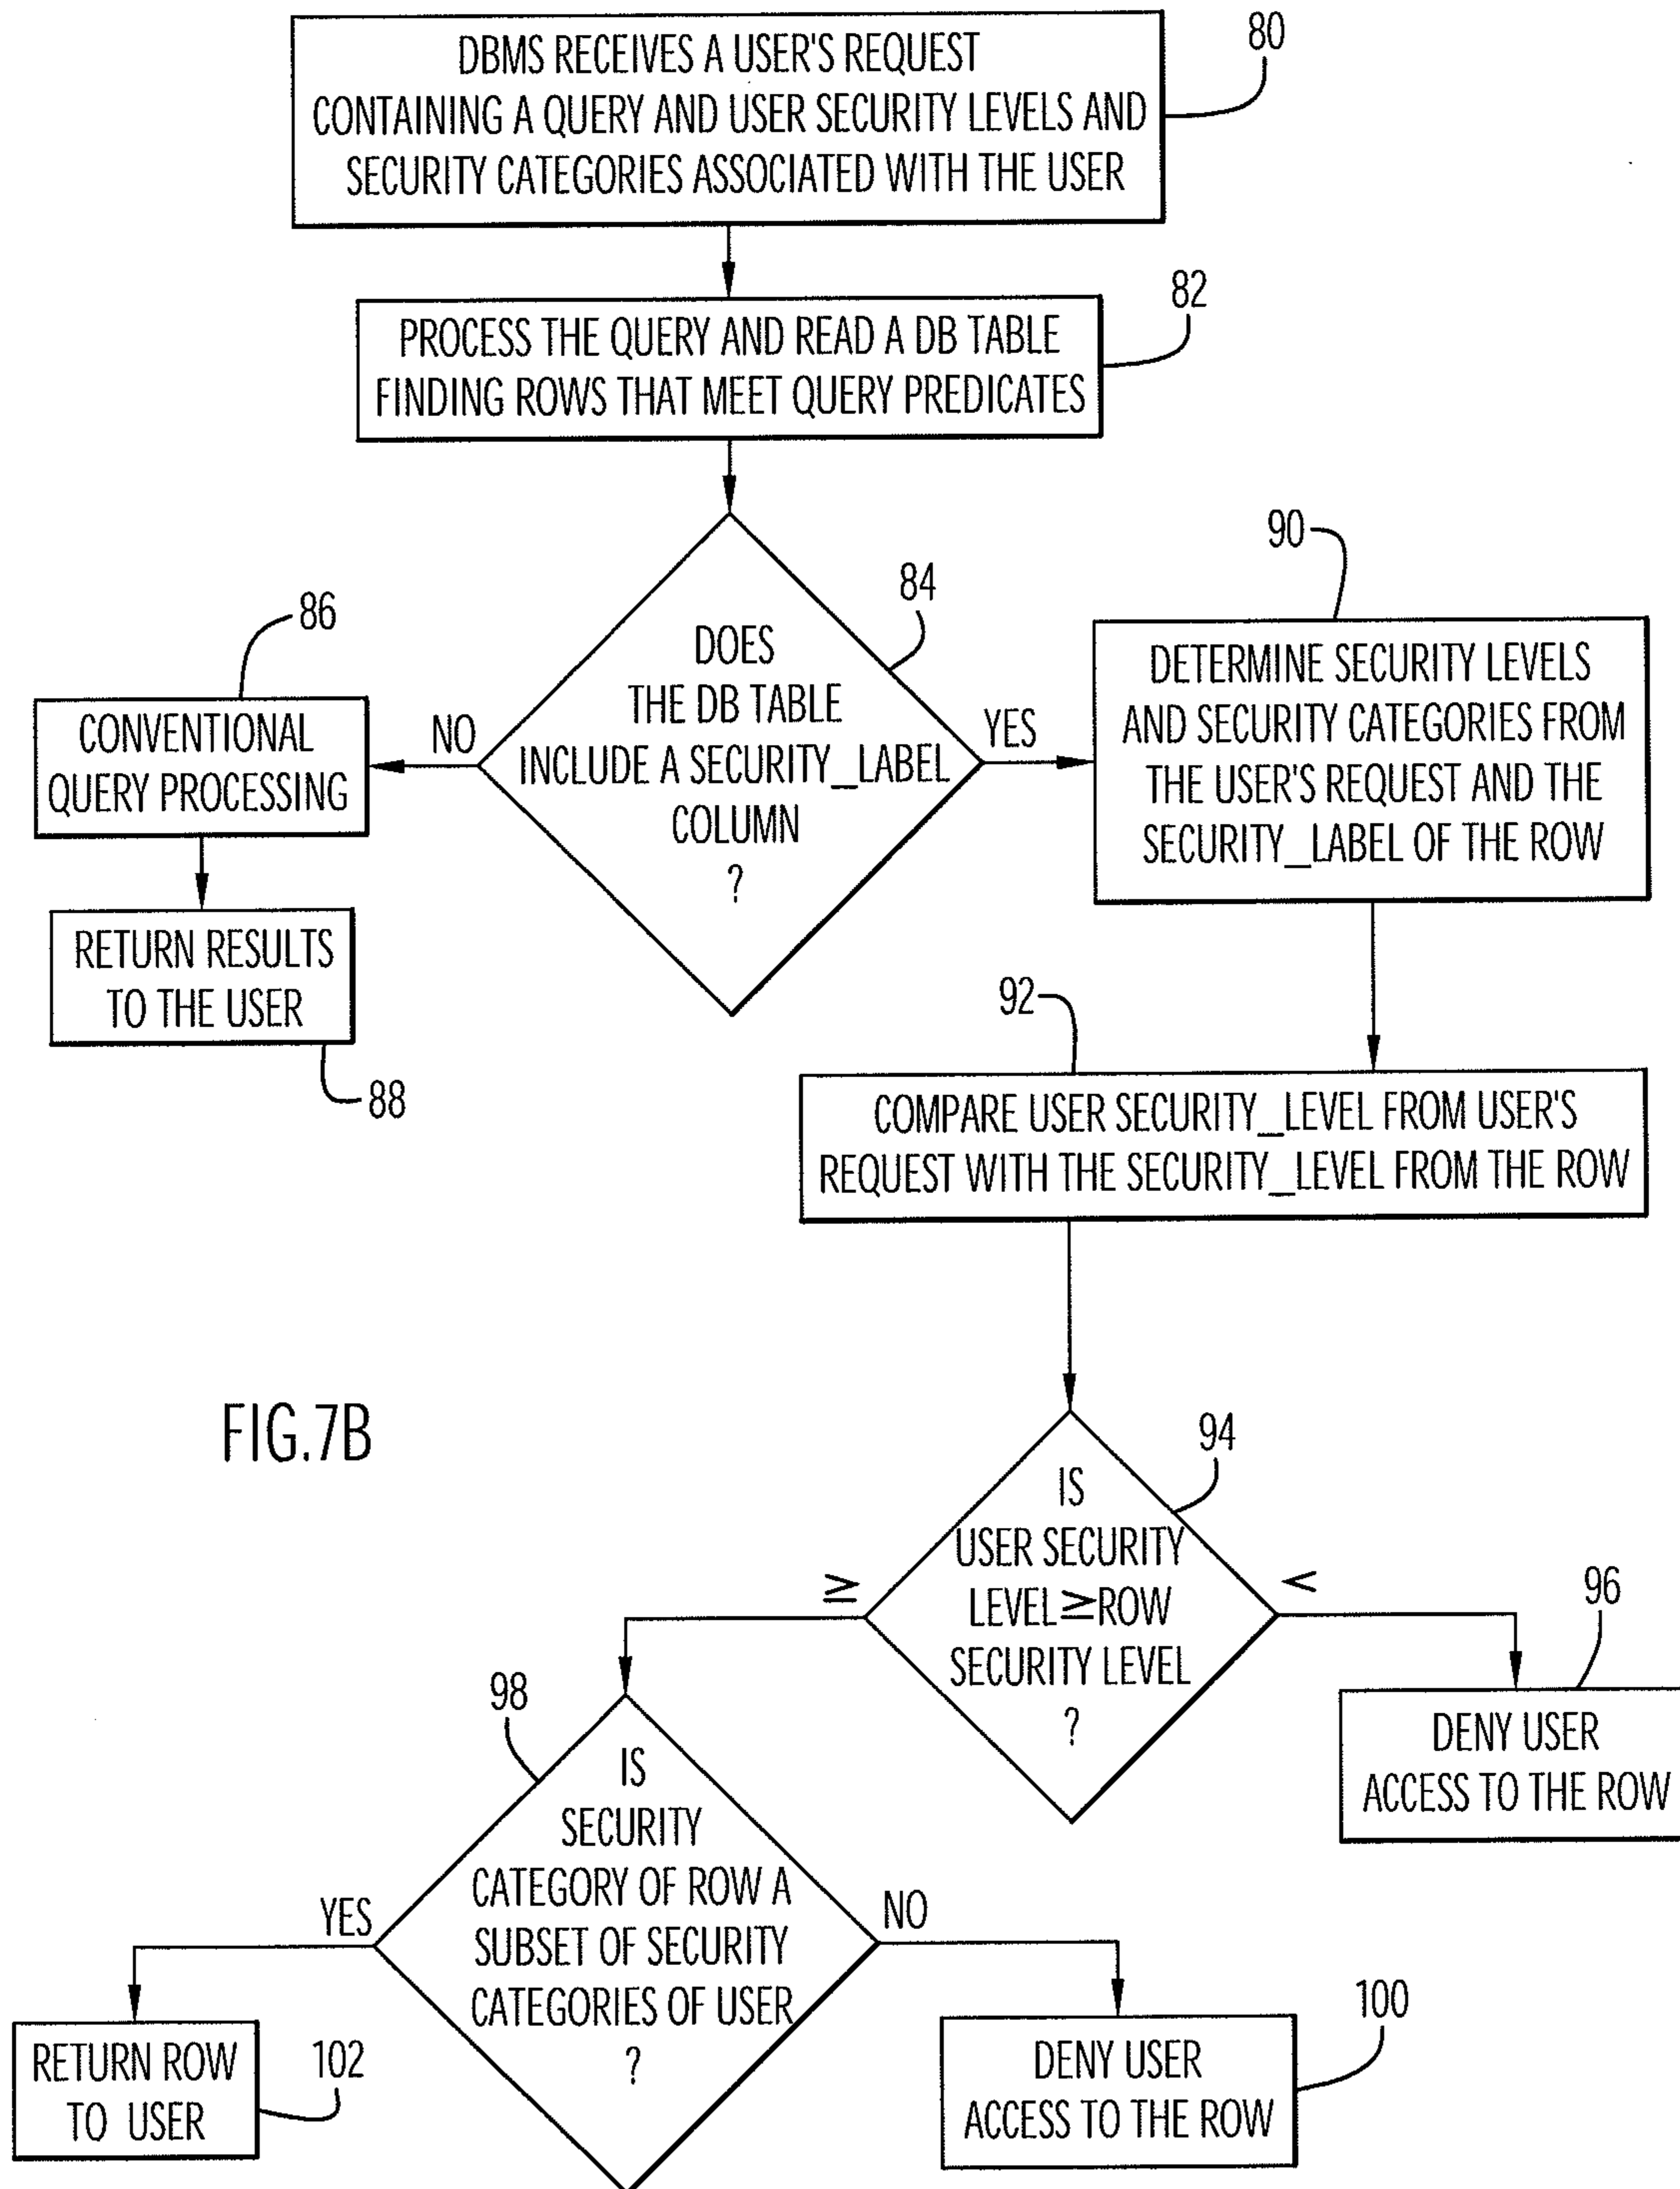 80
DBMS RECEIVES A USER'S REQUEST
CONTAINING A QUERY AND USER SECURITY LEVELS AND
SECURITY CATEGORIES ASSOCIATED WITH THE USER
82
PROCESS THE QUERY AND READ A DB TABLE
FINDING ROWS THAT MEET QUERY PREDICATES
84
DOES
THE DB TABLE
INCLUDE A SECURITY_LABEL
COLUMN
?
NO
YES
86
CONVENTIONAL
QUERY PROCESSING
RETURN RESULTS
TO THE USER
88
90
DETERMINE SECURITY LEVELS
AND SECURITY CATEGORIES FROM
THE USER'S REQUEST AND THE
SECURITY_LABEL OF THE ROW
92
COMPARE USER SECURITY_LEVEL FROM USER'S
REQUEST WITH THE SECURITY_LEVEL FROM THE ROW
FIG.7B
94
IS
USER SECURITY
LEVEL≥ROW
SECURITY LEVEL
?
≥
<
96
DENY USER
ACCESS TO THE ROW
98
IS
SECURITY
CATEGORY OF ROW A
SUBSET OF SECURITY
CATEGORIES OF USER
?
YES
NO
100
DENY USER
ACCESS TO THE ROW
102
RETURN ROW
TO USER